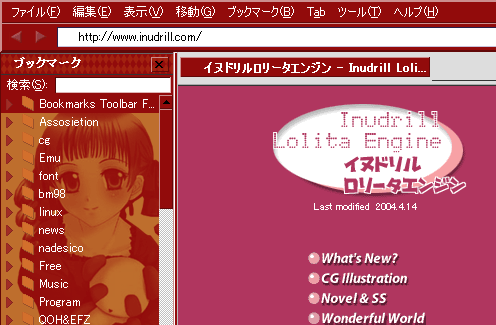 ファイル(F) 編集(E) 表示(V) 移動(G) ブックマーク(B) Tab ツール(T) ヘルプ(H)
http://www.inudrill.com/
ブックマーク
イヌドリルロリータエンジン - Inudrill Loli...
検索(S):
Bookmarks Toolbar F...
Assosietion
cg
Emu
font
bm98
linux
news
nadesico
Free
Music
Program
QOH&EFZ
Inudrill
Lolita Engine
イヌドリル
ロリータエンジン
Last modified 2004.4.14
What's New?
CG Illustration
Novel & SS
Wonderful World